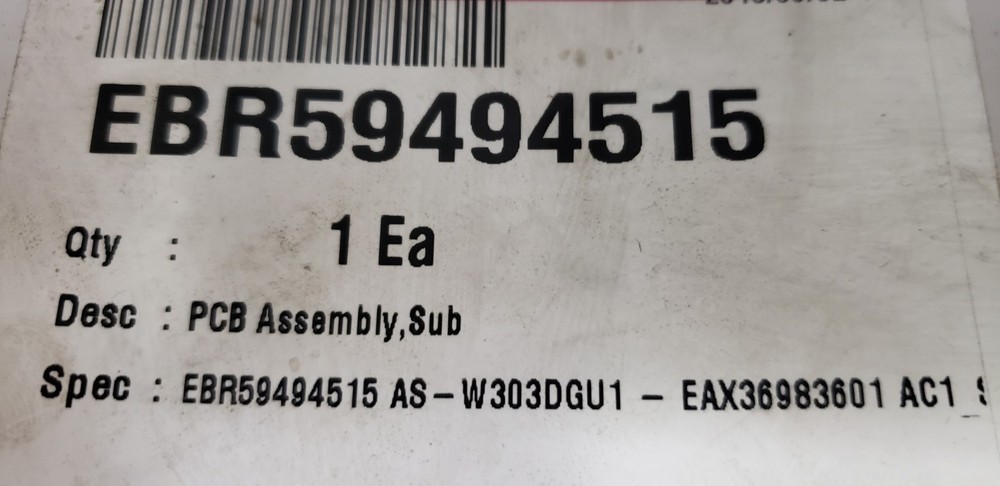 EBR59494515
Qty : 1 Ea
Desc : PCB Assembly,Sub
Spec : EBR59494515 AS-W303DGU1 - EAX36983601 AC1